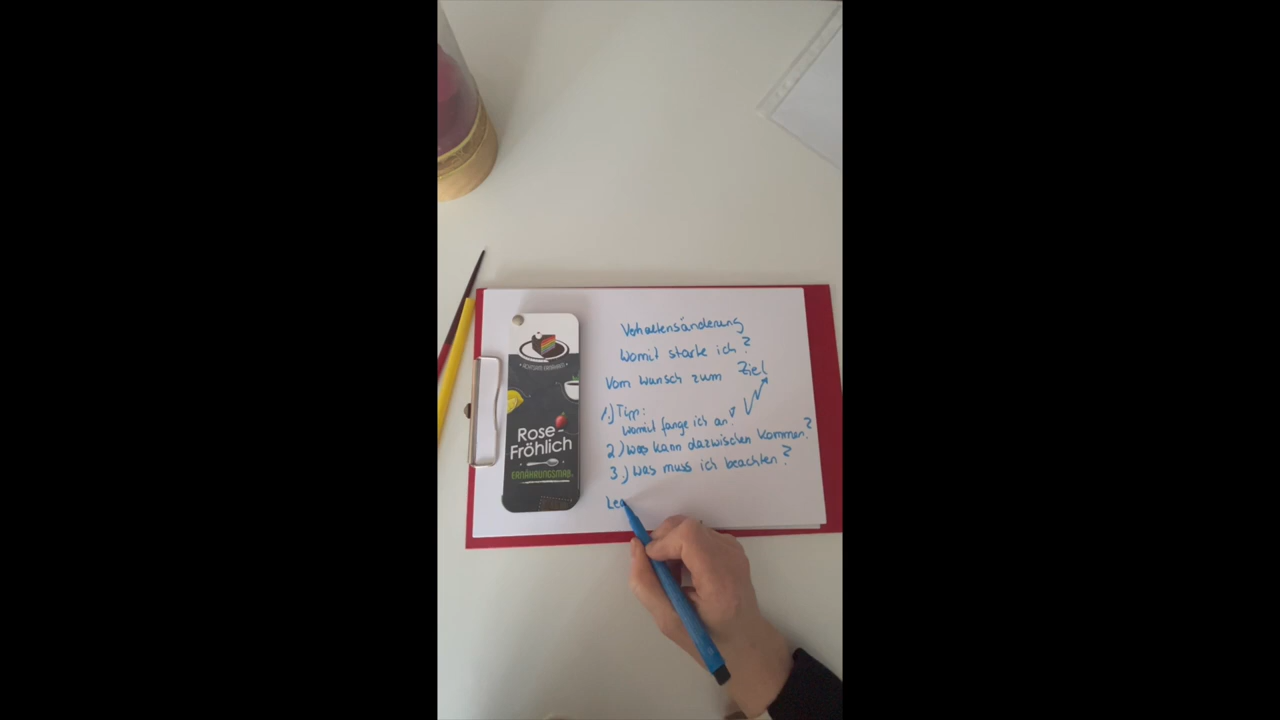 Verhaltensänderung
Womit starte ich?
Vom Wunsch zum Ziel
1.) Tipp:
Womit fange ich an?
2.) Was kann dazwischen kommen?
3.) Was muss ich beachten?
Lea
Rose-
Fröhlich